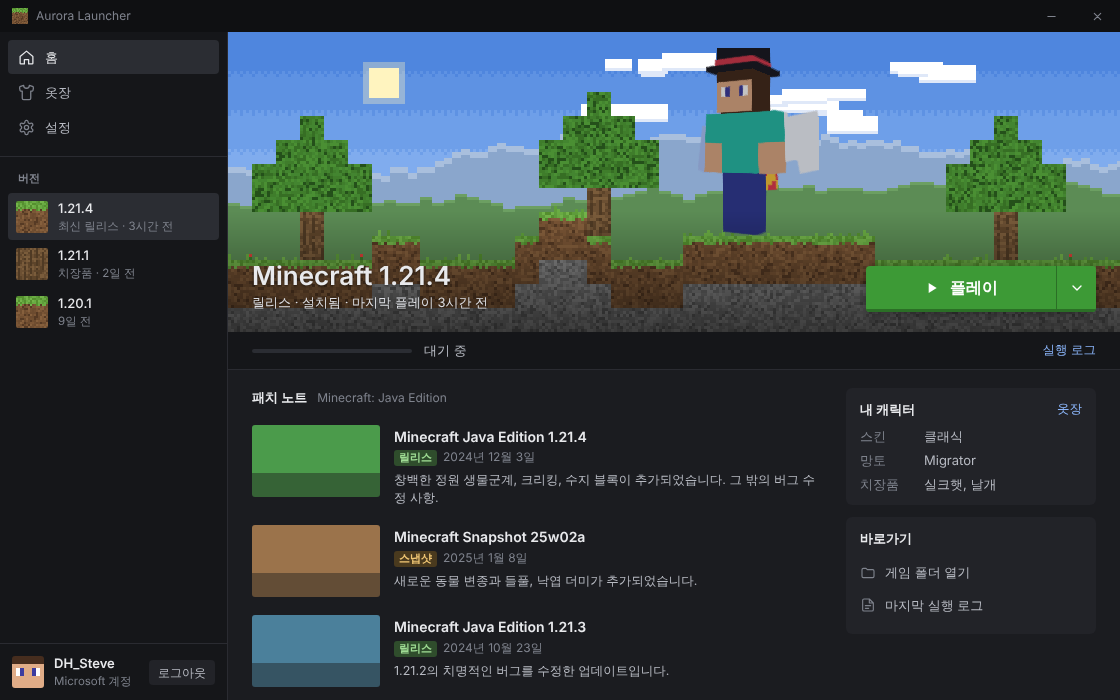 Aurora Launcher
홈
옷장
설정
버전
1.21.4
최신 릴리스 · 3시간 전
1.21.1
치장품 · 2일 전
1.20.1
9일 전
DH_Steve
Microsoft 계정
로그아웃
Minecraft 1.21.4
릴리스 · 설치됨 · 마지막 플레이 3시간 전
플레이
대기 중
실행 로그
패치 노트 Minecraft: Java Edition
Minecraft Java Edition 1.21.4
릴리스 2024년 12월 3일
창백한 정원 생물군계, 크리킹, 수지 블록이 추가되었습니다. 그 밖의 버그 수
정 사항.
Minecraft Snapshot 25w02a
스냅샷 2025년 1월 8일
새로운 동물 변종과 들풀, 낙엽 더미가 추가되었습니다.
Minecraft Java Edition 1.21.3
릴리스 2024년 10월 23일
1.21.2의 치명적인 버그를 수정한 업데이트입니다.
내 캐릭터 옷장
스킨 클래식
망토 Migrator
치장품 실크햇, 날개
바로가기
게임 폴더 열기
마지막 실행 로그